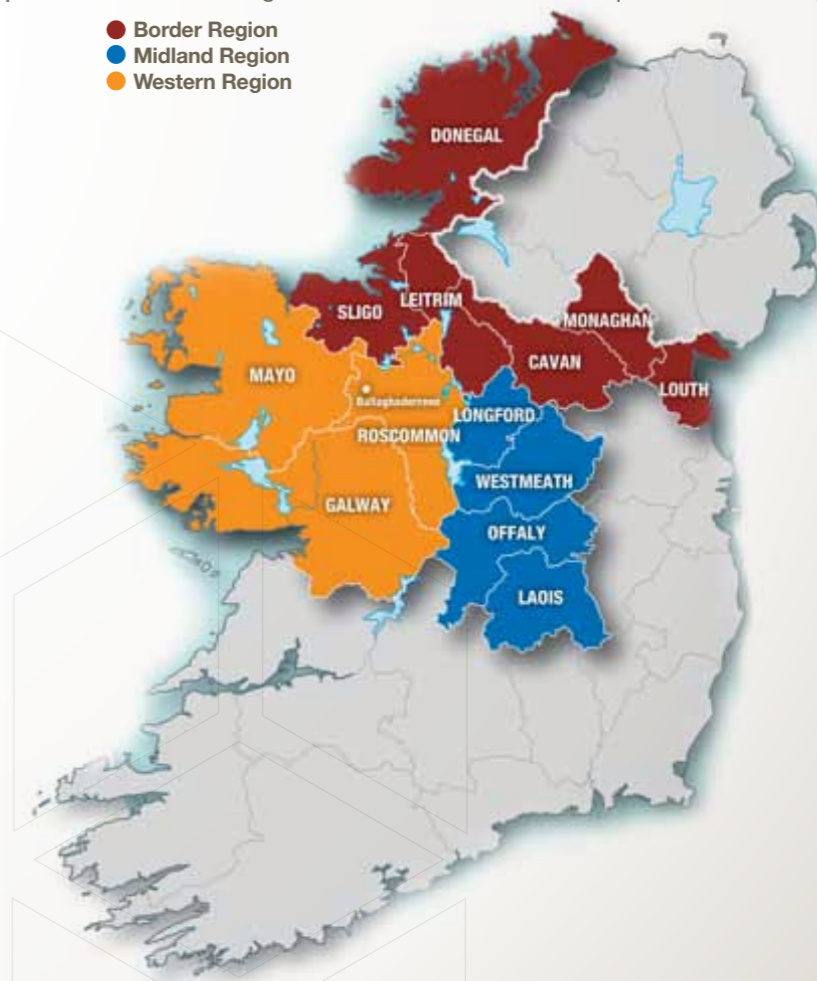 Border Region
Midland Region
Western Region
DONEGAL
SLIGO
LEITRIM
MONAGHAN
CAVAN
LOUTH
MAYO
Ballaghaderreen
LONGFORD
ROSCOMMON
WESTMEATH
GALWAY
OFFALY
LAOIS